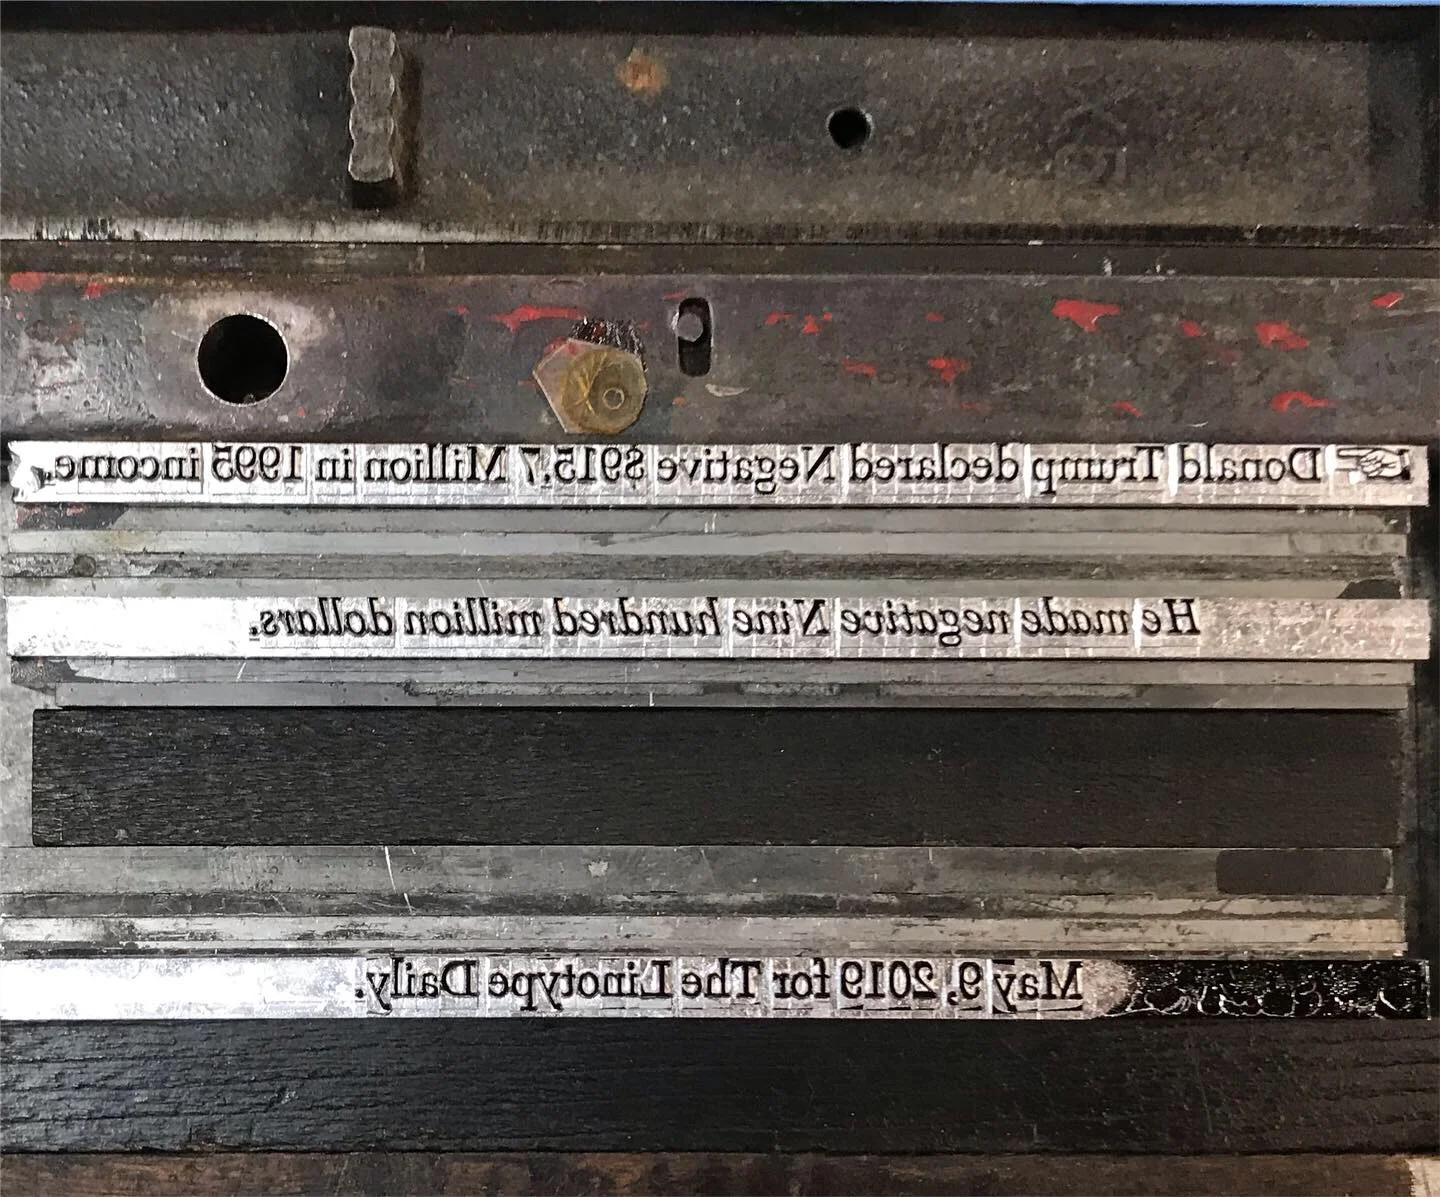 ☞ Donald Trump declared Negative $915.7 Million in 1995 income.
He made negative Nine hundred million dollars.
May 9, 2019 for The Linotype Daily.